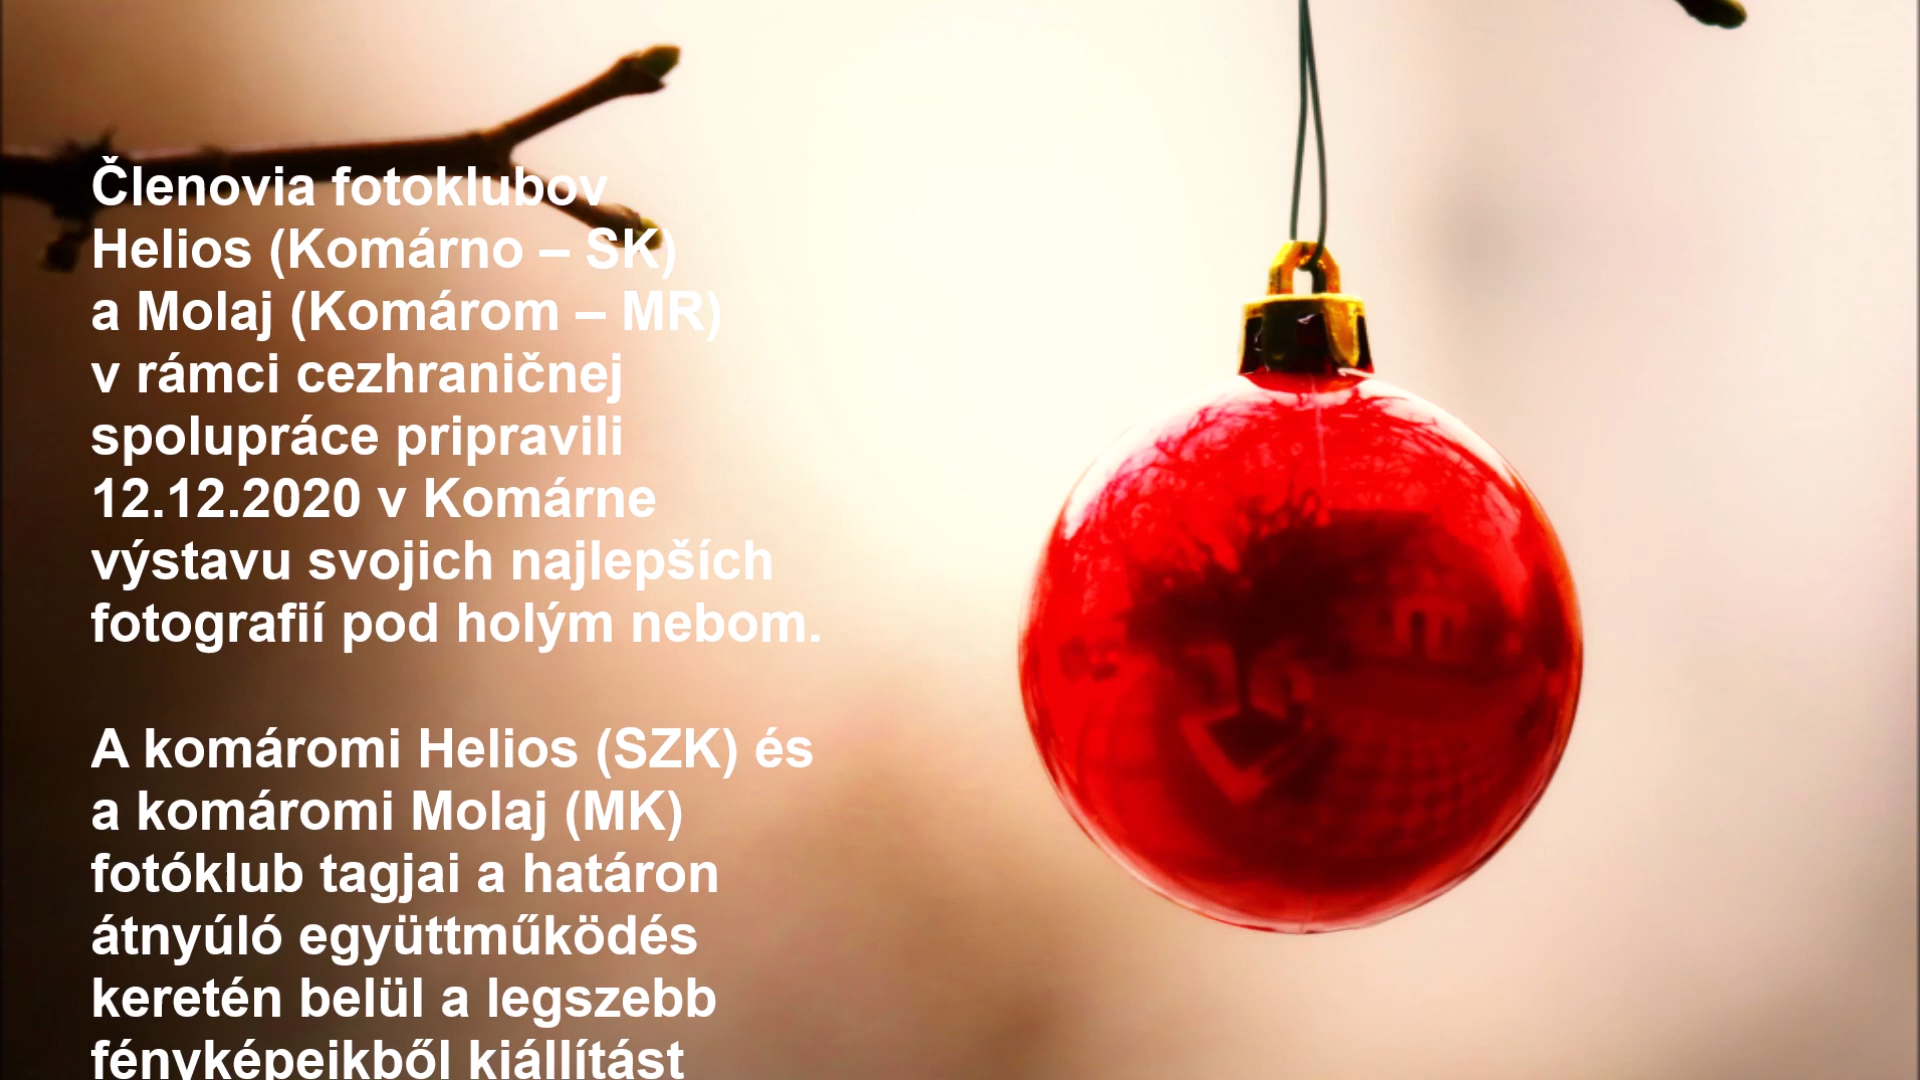 Členovia fotoklubov
Helios (Komárno – SK)
a Molaj (Komárom – MR)
v rámci cezhraničnej
spolupráce pripravili
12.12.2020 v Komárne
výstavu svojich najlepších
fotografií pod holým nebom.
A komáromi Helios (SZK) és
a komáromi Molaj (MK)
fotóklub tagjai a határon
átnyúló együttműködés
keretén belül a legszebb
fényképeikből kiállítást